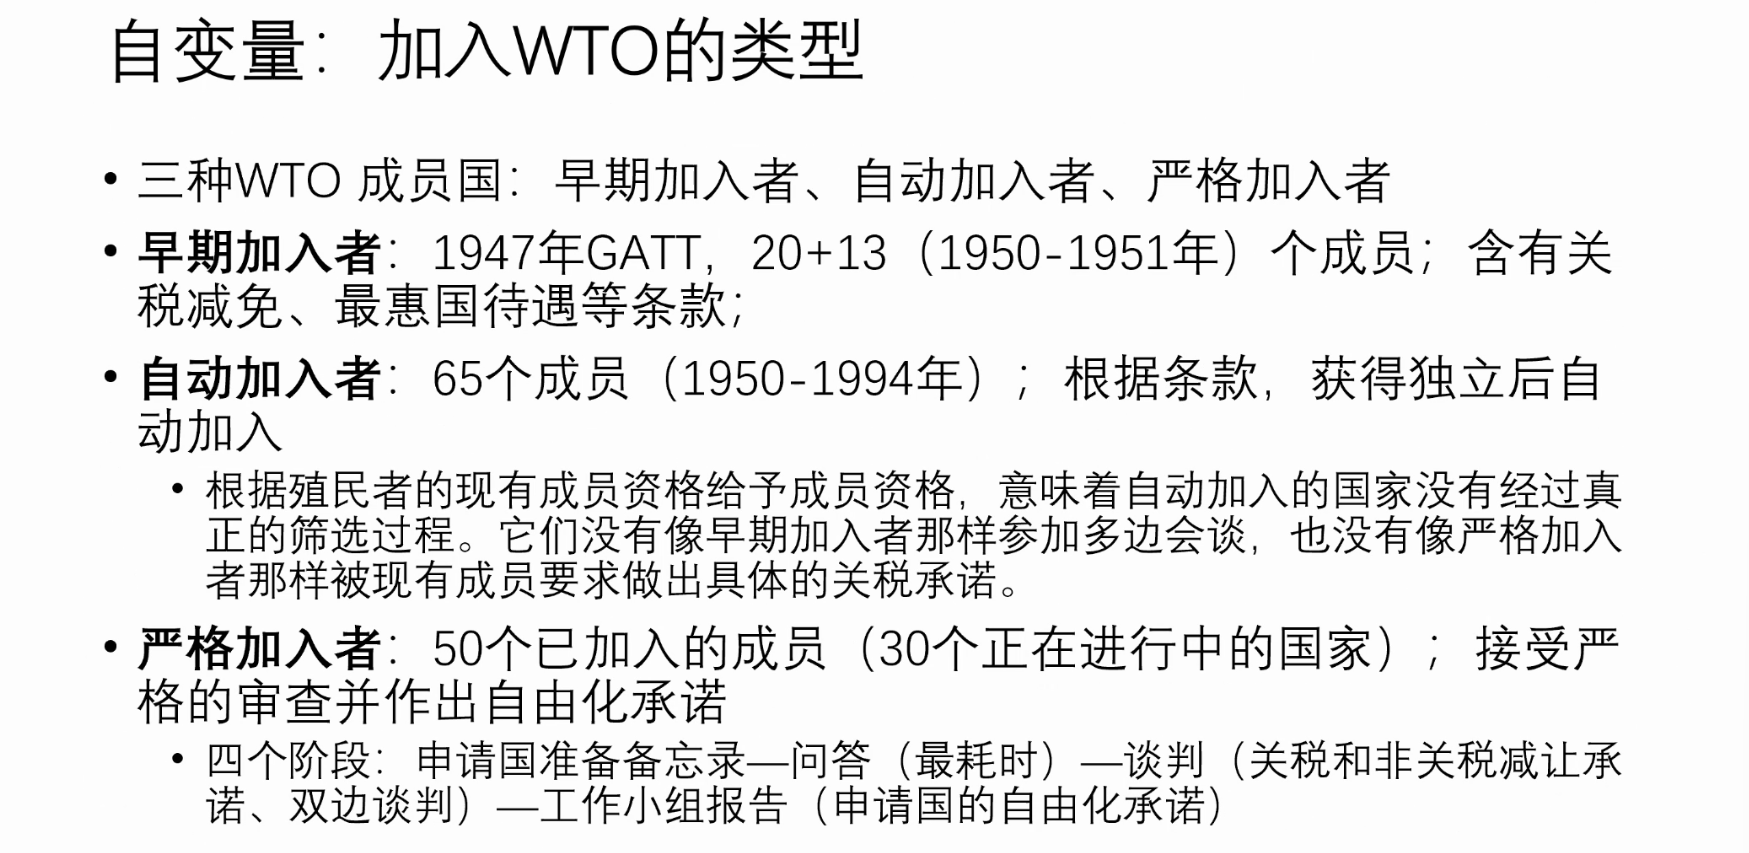 自变量：加入WTO的类型
• 三种WTO 成员国：早期加入者、自动加入者、严格加入者
• 早期加入者：1947年GATT，20+13（1950-1951年）个成员；含有关
税减免、最惠国待遇等条款；
• 自动加入者：65个成员（1950-1994年）；根据条款，获得独立后自
动加入
• 根据殖民者的现有成员资格给予成员资格，意味着自动加入的国家没有经过真
正的筛选过程。它们没有像早期加入者那样参加多边会谈，也没有像严格加入
者那样被现有成员要求做出具体的关税承诺。
• 严格加入者：50个已加入的成员（30个正在进行中的国家）；接受严
格的审查并作出自由化承诺
• 四个阶段：申请国准备备忘录—问答（最耗时）—谈判（关税和非关税减让承
诺、双边谈判）—工作小组报告（申请国的自由化承诺）